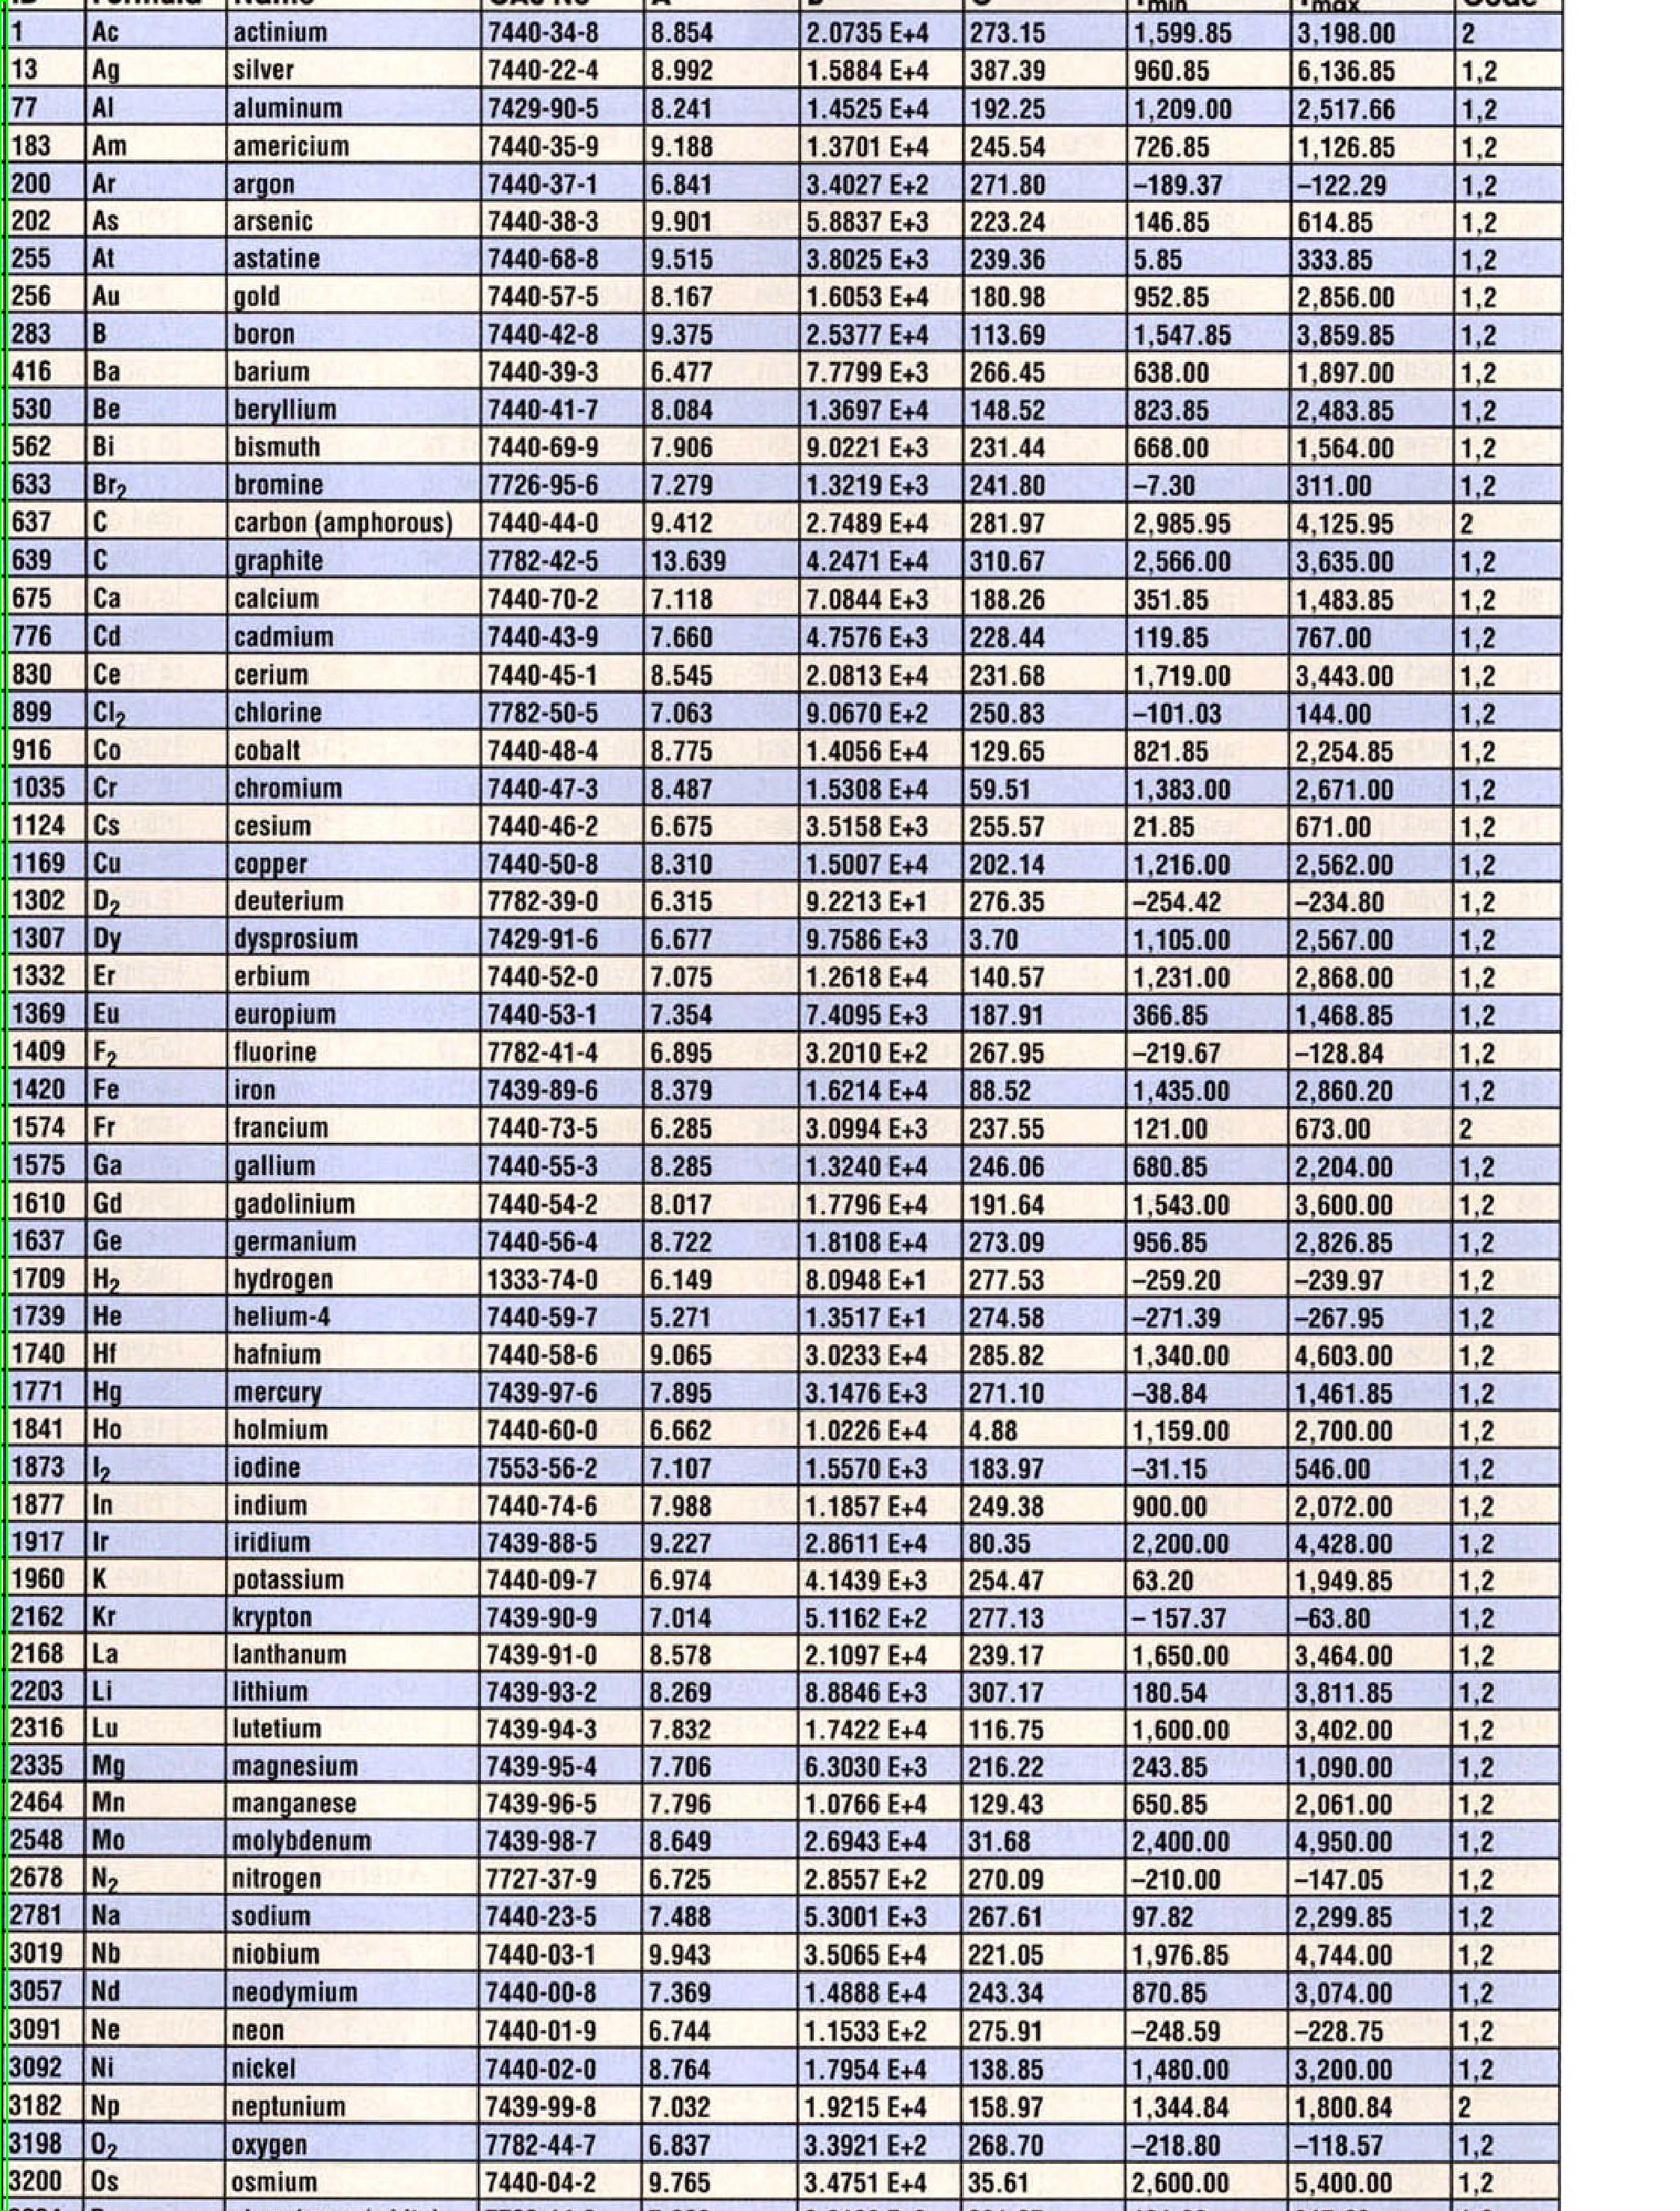 1 Ac actinium 7440-34-8 8.854 2.0735 E+4 273.15 1,599.85 3,198.00 2
13 Ag silver 7440-22-4 8.992 1.5884 E+4 387.39 960.85 6,136.85 1,2
77 Al aluminum 7429-90-5 8.241 1.4525 E+4 192.25 1,209.00 2,517.66 1,2
183 Am americium 7440-35-9 9.188 1.3701 E+4 245.54 726.85 1,126.85 1,2
200 Ar argon 7440-37-1 6.841 3.4027 E+2 271.80 –189.37 –122.29 1,2
202 As arsenic 7440-38-3 9.901 5.8837 E+3 223.24 146.85 614.85 1,2
255 At astatine 7440-68-8 9.515 3.8025 E+3 239.36 5.85 333.85 1,2
256 Au gold 7440-57-5 8.167 1.6053 E+4 180.98 952.85 2,856.00 1,2
283 B boron 7440-42-8 9.375 2.5377 E+4 113.69 1,547.85 3,859.85 1,2
416 Ba barium 7440-39-3 6.477 7.7799 E+3 266.45 638.00 1,897.00 1,2
530 Be beryllium 7440-41-7 8.084 1.3697 E+4 148.52 823.85 2,483.85 1,2
562 Bi bismuth 7440-69-9 7.906 9.0221 E+3 231.44 668.00 1,564.00 1,2
633 Br2 bromine 7726-95-6 7.279 1.3219 E+3 241.80 –7.30 311.00 1,2
637 C carbon (amphorous) 7440-44-0 9.412 2.7489 E+4 281.97 2,985.95 4,125.95 2
639 C graphite 7782-42-5 13.639 4.2471 E+4 310.67 2,566.00 3,635.00 1,2
675 Ca calcium 7440-70-2 7.118 7.0844 E+3 188.26 351.85 1,483.85 1,2
776 Cd cadmium 7440-43-9 7.660 4.7576 E+3 228.44 119.85 767.00 1,2
830 Ce cerium 7440-45-1 8.545 2.0813 E+4 231.68 1,719.00 3,443.00 1,2
899 Cl2 chlorine 7782-50-5 7.063 9.0670 E+2 250.83 –101.03 144.00 1,2
916 Co cobalt 7440-48-4 8.775 1.4056 E+4 129.65 821.85 2,254.85 1,2
1035 Cr chromium 7440-47-3 8.487 1.5308 E+4 59.51 1,383.00 2,671.00 1,2
1124 Cs cesium 7440-46-2 6.675 3.5158 E+3 255.57 21.85 671.00 1,2
1169 Cu copper 7440-50-8 8.310 1.5007 E+4 202.14 1,216.00 2,562.00 1,2
1302 D2 deuterium 7782-39-0 6.315 9.2213 E+1 276.35 –254.42 –234.80 1,2
1307 Dy dysprosium 7429-91-6 6.677 9.7586 E+3 3.70 1,105.00 2,567.00 1,2
1332 Er erbium 7440-52-0 7.075 1.2618 E+4 140.57 1,231.00 2,868.00 1,2
1369 Eu europium 7440-53-1 7.354 7.4095 E+3 187.91 366.85 1,468.85 1,2
1409 F2 fluorine 7782-41-4 6.895 3.2010 E+2 267.95 –219.67 –128.84 1,2
1420 Fe iron 7439-89-6 8.379 1.6214 E+4 88.52 1,435.00 2,860.20 1,2
1574 Fr francium 7440-73-5 6.285 3.0994 E+3 237.55 121.00 673.00 2
1575 Ga gallium 7440-55-3 8.285 1.3240 E+4 246.06 680.85 2,204.00 1,2
1610 Gd gadolinium 7440-54-2 8.017 1.7796 E+4 191.64 1,543.00 3,600.00 1,2
1637 Ge germanium 7440-56-4 8.722 1.8108 E+4 273.09 956.85 2,826.85 1,2
1709 H2 hydrogen 1333-74-0 6.149 8.0948 E+1 277.53 –259.20 –239.97 1,2
1739 He helium-4 7440-59-7 5.271 1.3517 E+1 274.58 –271.39 –267.95 1,2
1740 Hf hafnium 7440-58-6 9.065 3.0233 E+4 285.82 1,340.00 4,603.00 1,2
1771 Hg mercury 7439-97-6 7.895 3.1476 E+3 271.10 –38.84 1,461.85 1,2
1841 Ho holmium 7440-60-0 6.662 1.0226 E+4 4.88 1,159.00 2,700.00 1,2
1873 I2 iodine 7553-56-2 7.107 1.5570 E+3 183.97 –31.15 546.00 1,2
1877 In indium 7440-74-6 7.988 1.1857 E+4 249.38 900.00 2,072.00 1,2
1917 Ir iridium 7439-88-5 9.227 2.8611 E+4 80.35 2,200.00 4,428.00 1,2
1960 K potassium 7440-09-7 6.974 4.1439 E+3 254.47 63.20 1,949.85 1,2
2162 Kr krypton 7439-90-9 7.014 5.1162 E+2 277.13 – 157.37 –63.80 1,2
2168 La lanthanum 7439-91-0 8.578 2.1097 E+4 239.17 1,650.00 3,464.00 1,2
2203 Li lithium 7439-93-2 8.269 8.8846 E+3 307.17 180.54 3,811.85 1,2
2316 Lu lutetium 7439-94-3 7.832 1.7422 E+4 116.75 1,600.00 3,402.00 1,2
2335 Mg magnesium 7439-95-4 7.706 6.3030 E+3 216.22 243.85 1,090.00 1,2
2464 Mn manganese 7439-96-5 7.796 1.0766 E+4 129.43 650.85 2,061.00 1,2
2548 Mo molybdenum 7439-98-7 8.649 2.6943 E+4 31.68 2,400.00 4,950.00 1,2
2678 N2 nitrogen 7727-37-9 6.725 2.8557 E+2 270.09 –210.00 –147.05 1,2
2781 Na sodium 7440-23-5 7.488 5.3001 E+3 267.61 97.82 2,299.85 1,2
3019 Nb niobium 7440-03-1 9.943 3.5065 E+4 221.05 1,976.85 4,744.00 1,2
3057 Nd neodymium 7440-00-8 7.369 1.4888 E+4 243.34 870.85 3,074.00 1,2
3091 Ne neon 7440-01-9 6.744 1.1533 E+2 275.91 –248.59 –228.75 1,2
3092 Ni nickel 7440-02-0 8.764 1.7954 E+4 138.85 1,480.00 3,200.00 1,2
3182 Np neptunium 7439-99-8 7.032 1.9215 E+4 158.97 1,344.84 1,800.84 2
3198 O2 oxygen 7782-44-7 6.837 3.3921 E+2 268.70 –218.80 –118.57 1,2
3200 Os osmium 7440-04-2 9.765 3.4751 E+4 35.61 2,600.00 5,400.00 1,2